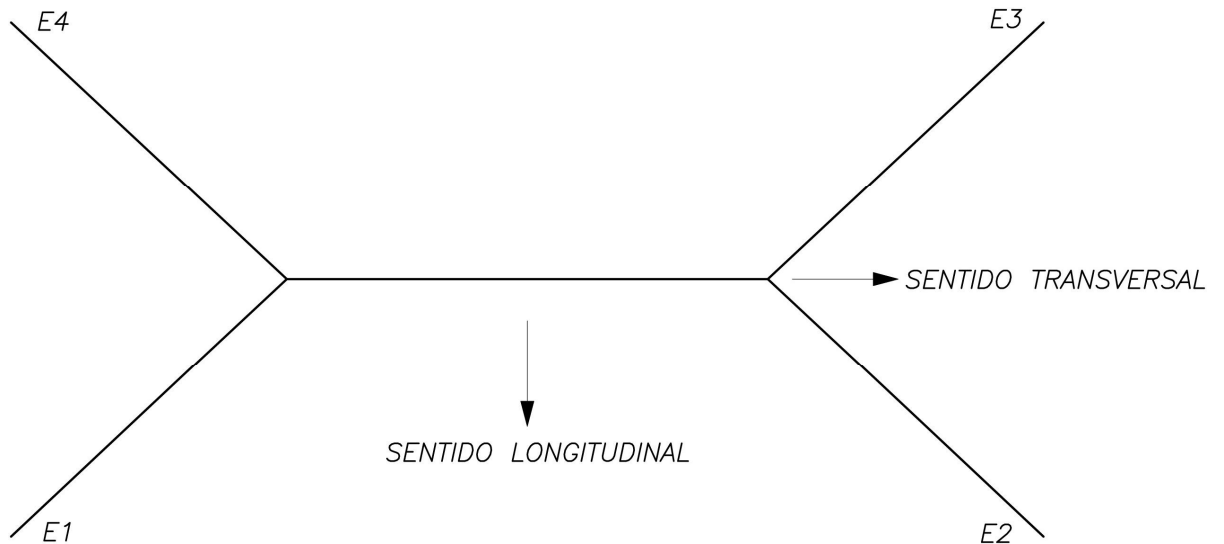 E4
E3
SENTIDO TRANSVERSAL
SENTIDO LONGITUDINAL
E1
E2